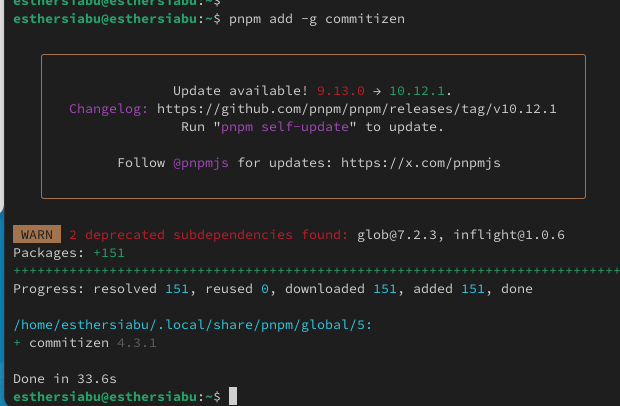 esthersiabu@esthersiabu:~$
esthersiabu@esthersiabu:~$ pnpm add -g commitizen
Update available! 9.13.0 → 10.12.1.
Changelog: https://github.com/pnpm/pnpm/releases/tag/v10.12.1
Run "pnpm self-update" to update.
Follow @pnpmjs for updates: https://x.com/pnpmjs
WARN 2 deprecated subdependencies found: glob@7.2.3, inflight@1.0.6
Packages: +151
++++++++++++++++++++++++++++++++++++++++++++++++++++++++++++++++++++++++++++
Progress: resolved 151, reused 0, downloaded 151, added 151, done
/home/esthersiabu/.local/share/pnpm/global/5:
+ commitizen 4.3.1
Done in 33.6s
esthersiabu@esthersiabu:~$